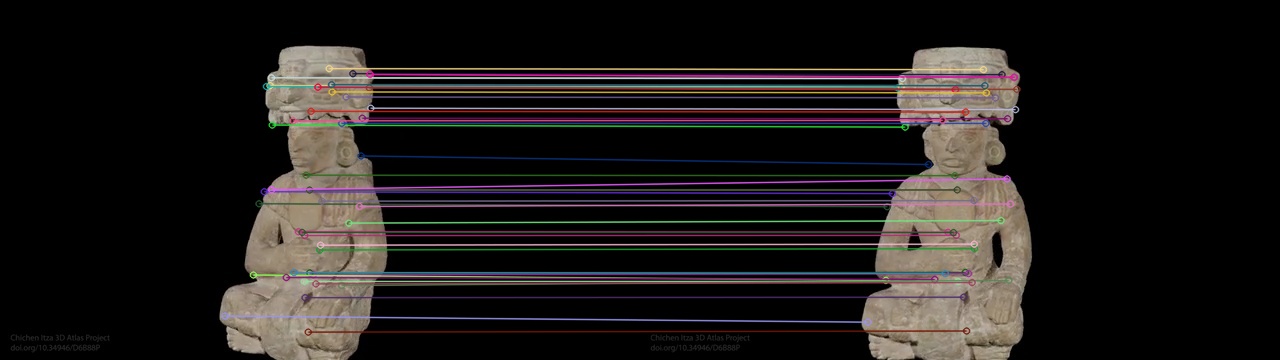 Chichen Itza 3D Atlas Project
doi.org/10.34946/D6B88P
Chichen Itza 3D Atlas Project
doi.org/10.34946/D6B88P